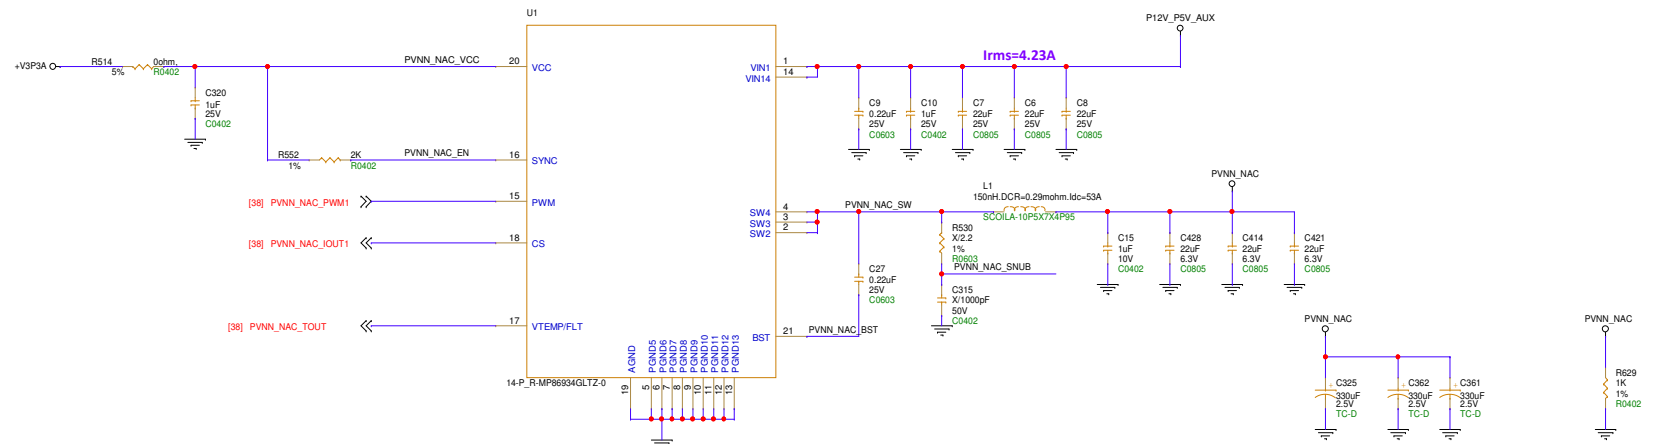 U1
P12V_P5V_AUX
+V3P3A
R514
5%
0ohm,
R0402
PVNN_NAC_VCC
20
VCC
VIN1
1
VIN14
14
Irms=4.23A
C320
1uF
25V
C0402
C9
0.22uF
25V
C0603
C10
1uF
25V
C0402
C7
22uF
25V
C0805
C6
22uF
25V
C0805
C8
22uF
25V
C0805
R552
1%
2K
R0402
PVNN_NAC_EN
16
SYNC
[38] PVNN_NAC_PWM1
15
PWM
[38] PVNN_NAC_IOUT1
18
CS
[38] PVNN_NAC_TOUT
17
VTEMP/FLT
SW4
4
SW3
3
SW2
2
PVNN_NAC_SW
L1
150nH.DCR=0.29mohm.Idc=53A
SCOILA-10P5X7X4P95
PVNN_NAC
R530
X/2.2
1%
R0603
PVNN_NAC_SNUB
C27
0.22uF
25V
C0603
C315
X/1000pF
50V
C0402
C15
1uF
10V
C0402
C428
22uF
6.3V
C0805
C414
22uF
6.3V
C0805
C421
22uF
6.3V
C0805
BST
21
PVNN_NAC_BST
AGND
PGND5
PGND6
PGND7
PGND8
PGND9
PGND10
PGND11
PGND12
PGND13
14-P_R-MP86934GLTZ-0
19
5
6
7
8
9
10
11
12
13
PVNN_NAC
C325
330uF
2.5V
TC-D
C362
330uF
2.5V
TC-D
C361
330uF
2.5V
TC-D
PVNN_NAC
R629
1K
1%
R0402